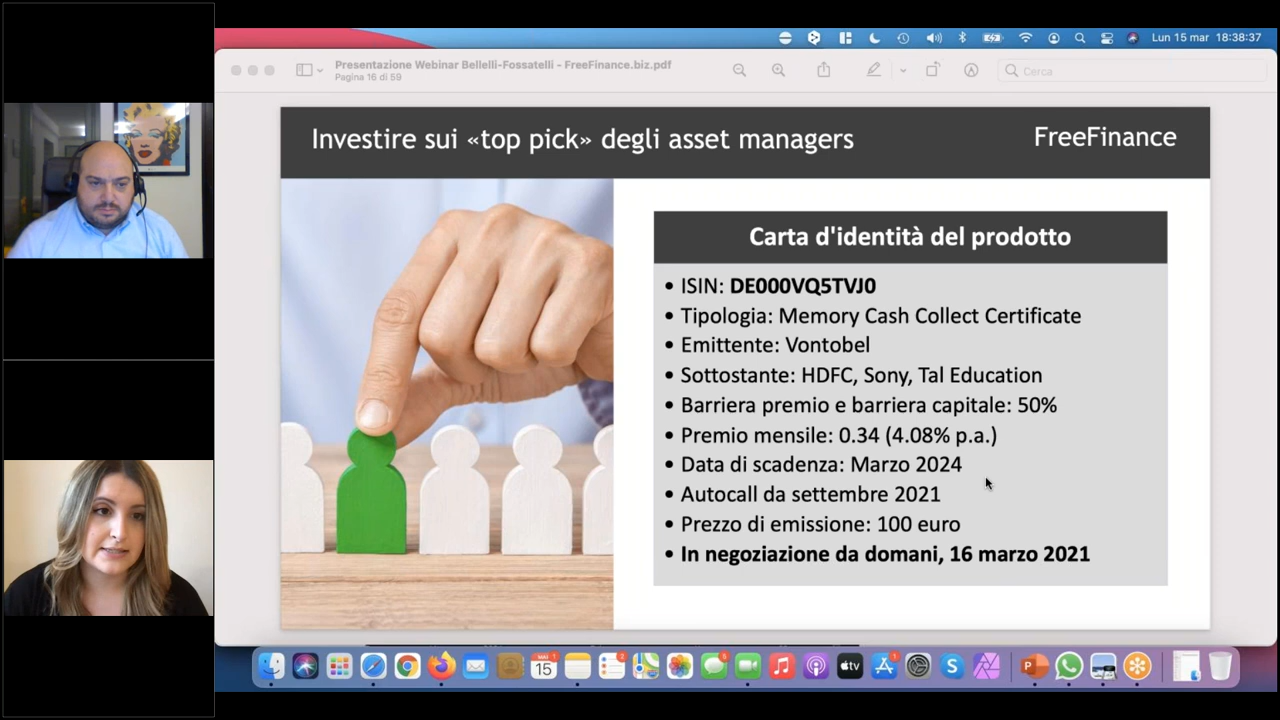 Lun 15 mar 18:38:37
Presentazione Webinar Bellelli-Fossatelli - FreeFinance.biz.pdf
Pagina 16 di 59
Cerca
Investire sui «top pick» degli asset managers
FreeFinance
Carta d'identità del prodotto
• ISIN: DE000VQ5TVJ0
• Tipologia: Memory Cash Collect Certificate
• Emittente: Vontobel
• Sottostante: HDFC, Sony, Tal Education
• Barriera premio e barriera capitale: 50%
• Premio mensile: 0.34 (4.08% p.a.)
• Data di scadenza: Marzo 2024
• Autocall da settembre 2021
• Prezzo di emissione: 100 euro
• In negoziazione da domani, 16 marzo 2021
15
tv